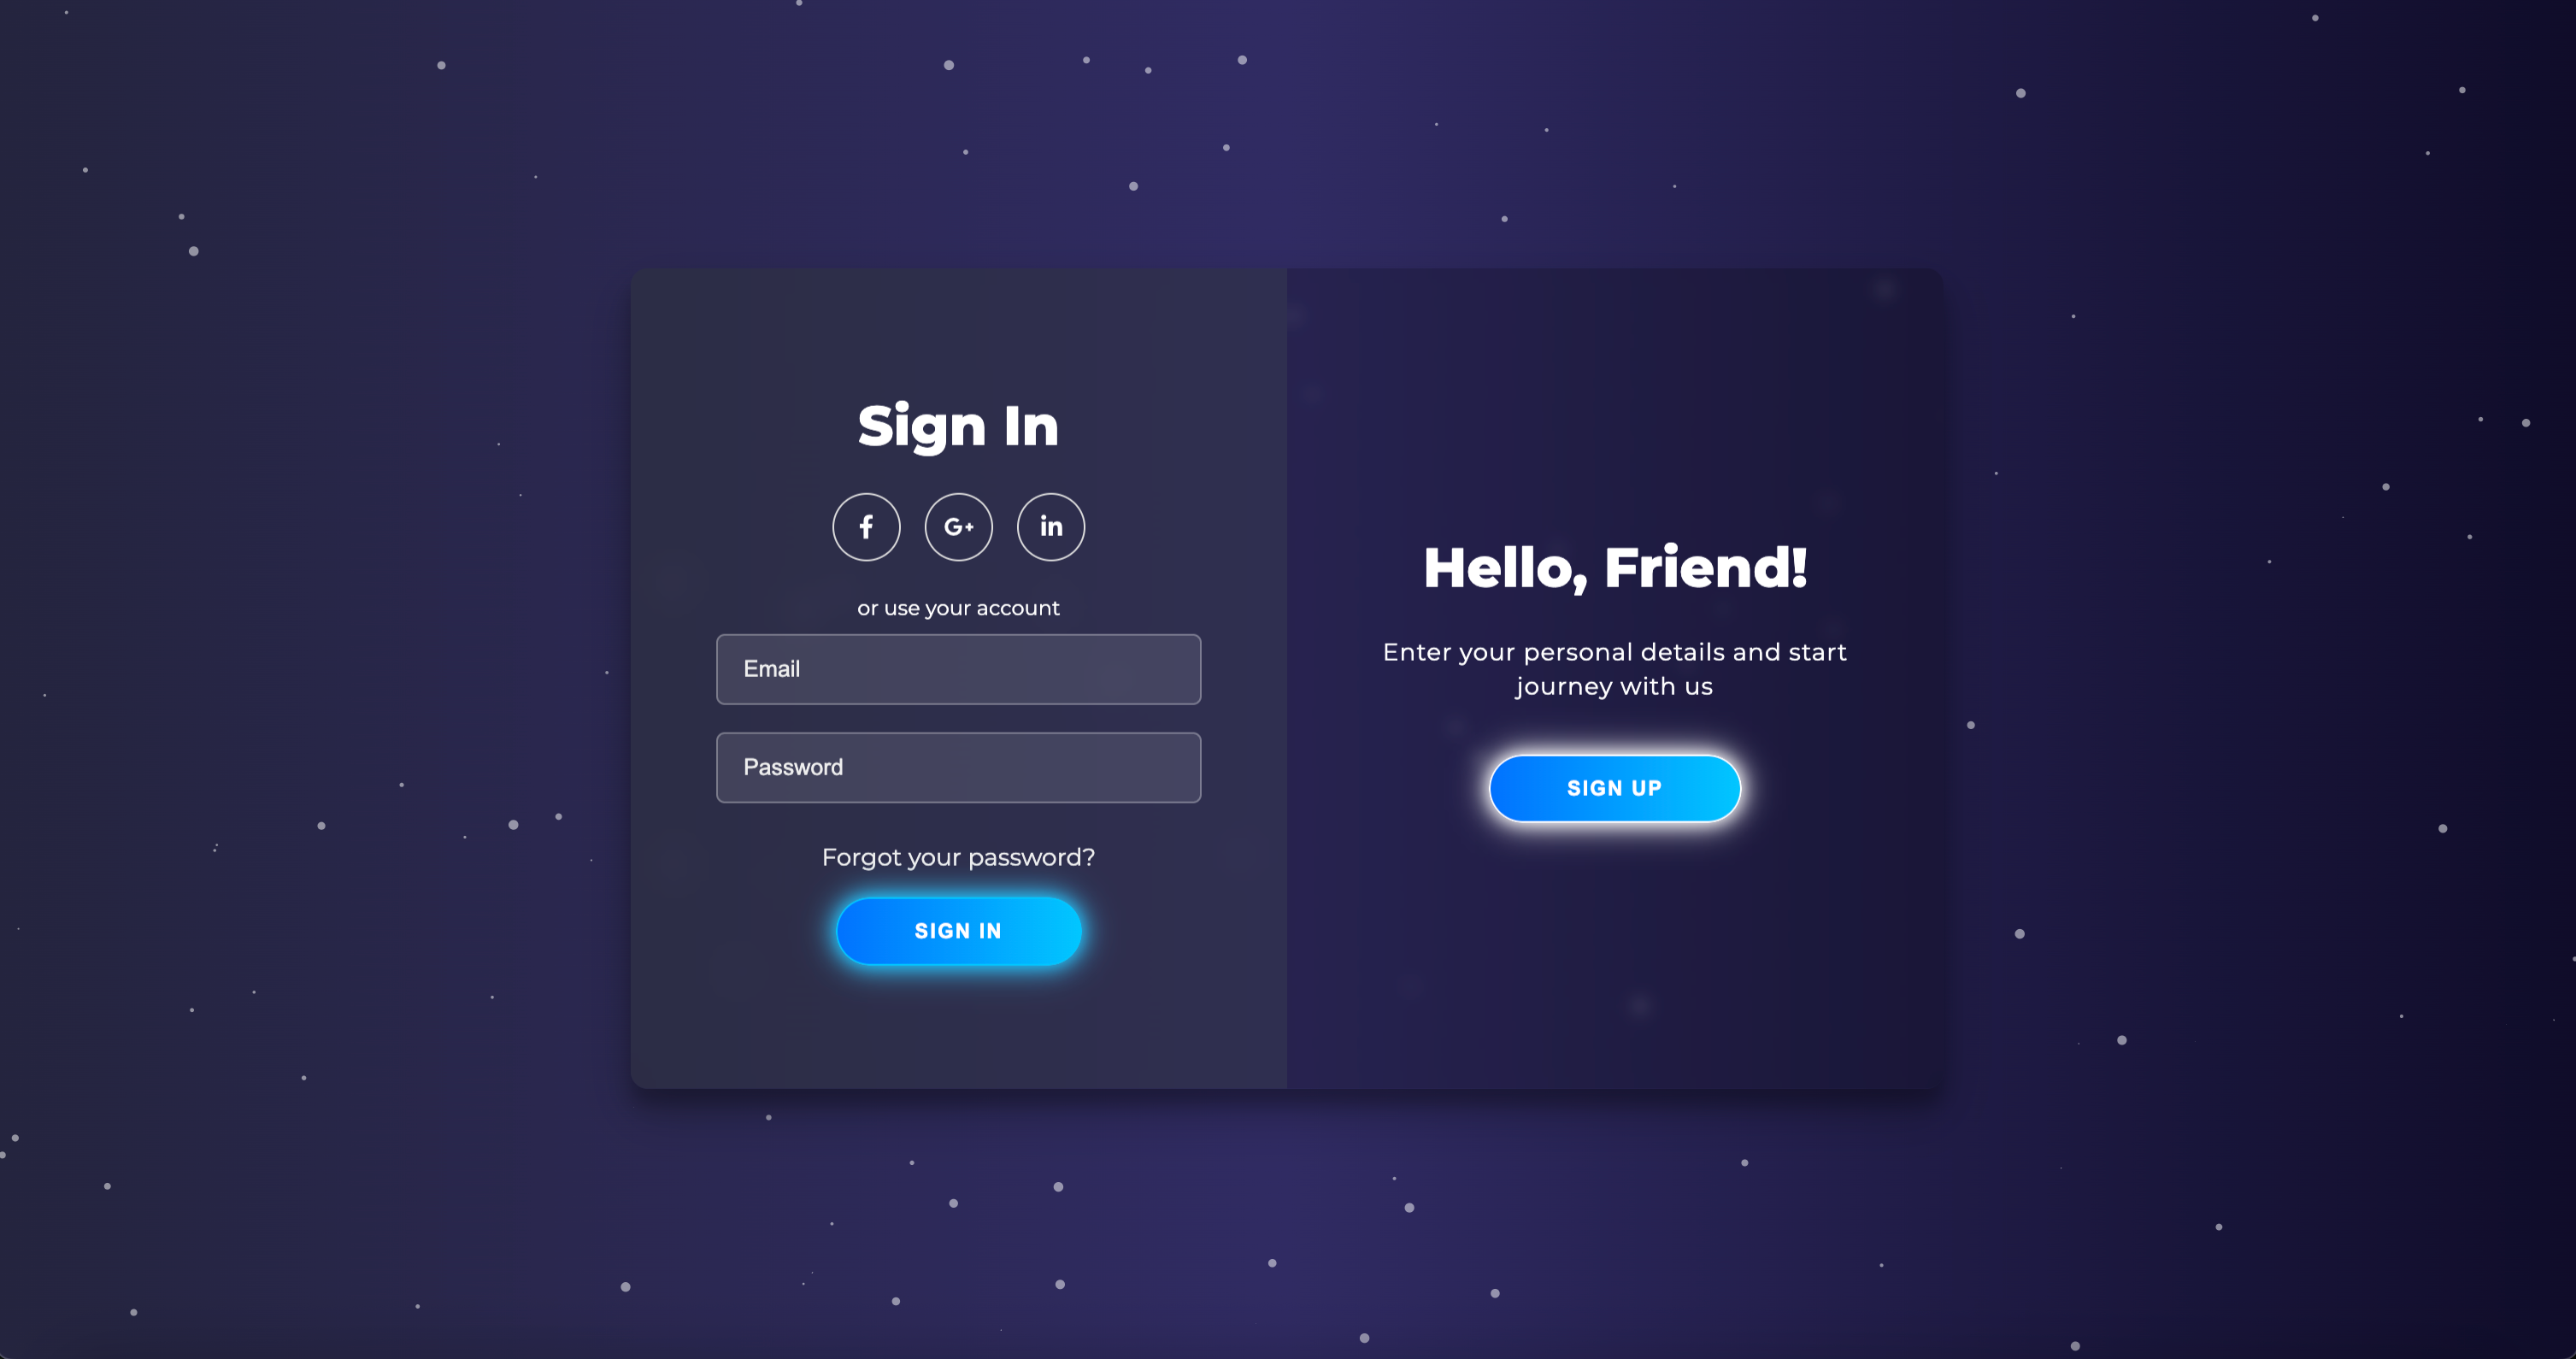 Sign In
f G+ in
or use your account
Email
Password
Forgot your password?
SIGN IN
Hello, Friend!
Enter your personal details and start
journey with us
SIGN UP